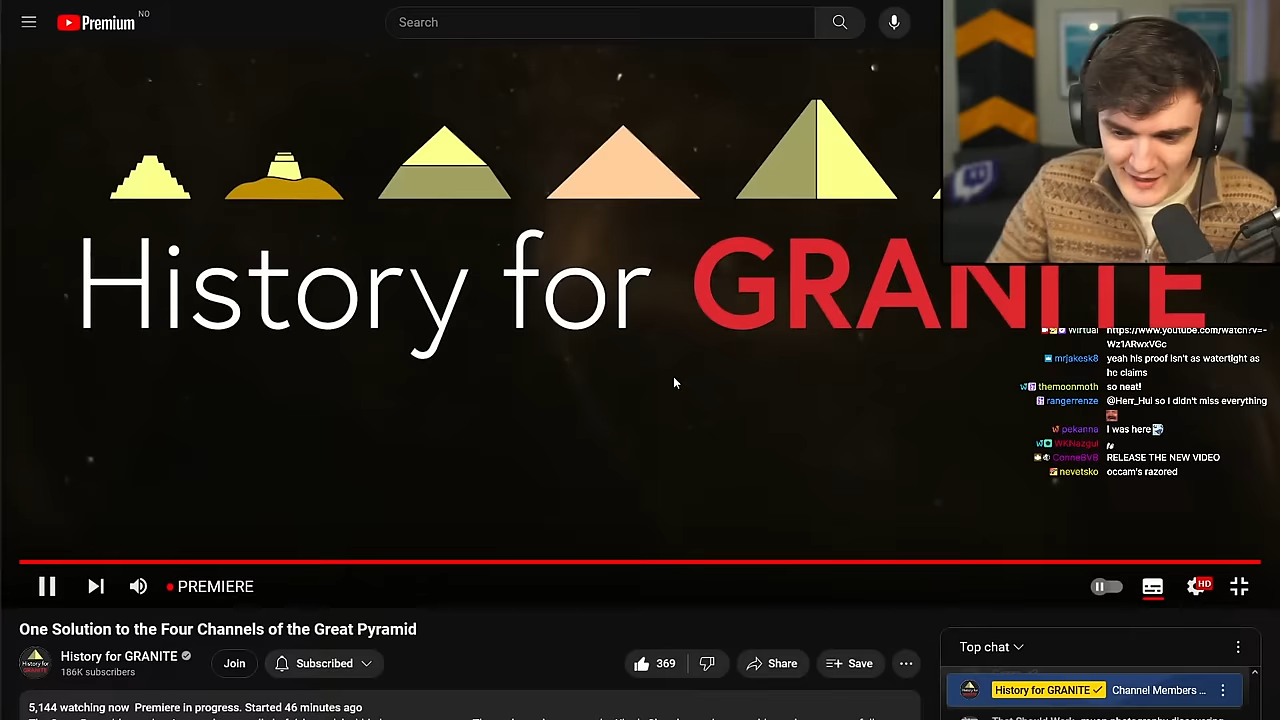 Premium NO
Search
History for GRANITE
Wirtual https://www.youtube.com/watch?v=-
Wz1ARwxVGc
mrjakesk8 yeah his proof isn't as watertight as
he claims
themoonmoth so neat!
rangerrenze @Herr_Hui so I didn't miss everything
pekanna I was here
WKNazgul
ConneBVB RELEASE THE NEW VIDEO
nevetsko occam's razored
PREMIERE
HD
One Solution to the Four Channels of the Great Pyramid
History for GRANITE
186K subscribers
Join
Subscribed
369
Share
Save
Top chat
History for GRANITE Channel Members ...
5,144 watching now Premiere in progress. Started 46 minutes ago